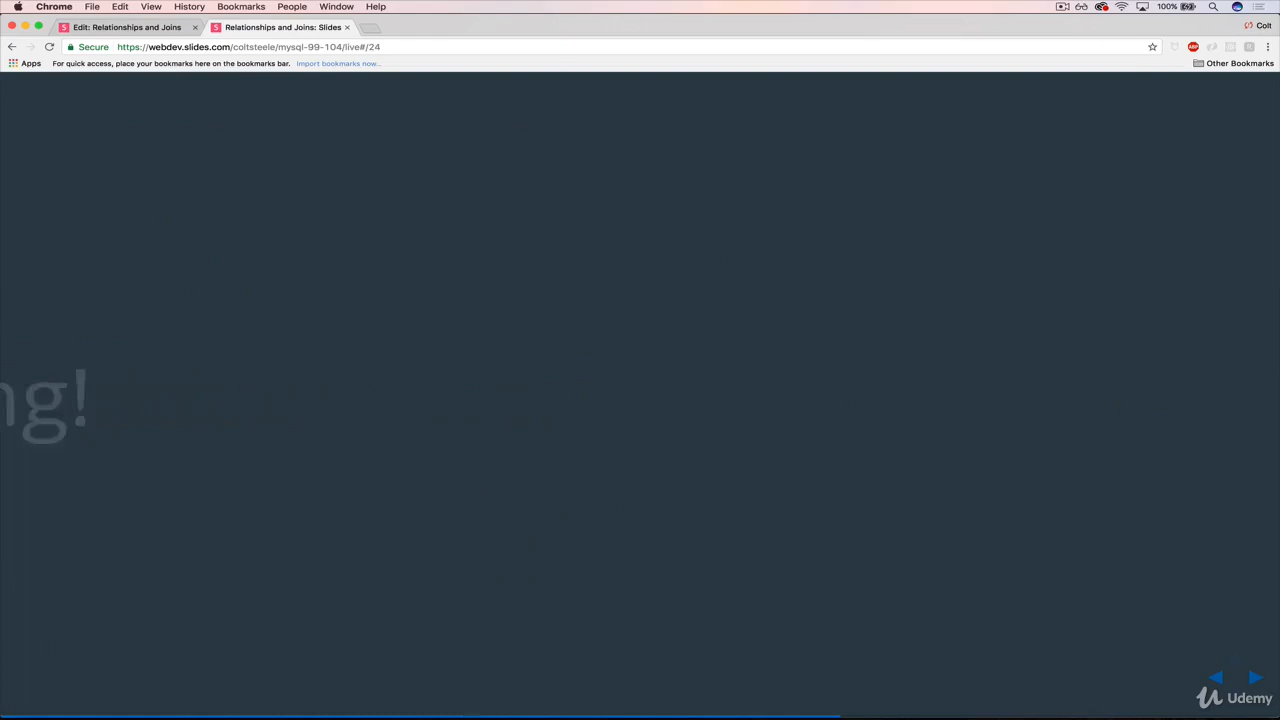 Chrome File Edit View History Bookmarks People Window Help 100%
Edit: Relationships and Joins × Relationships and Joins: Slides × Colt
Secure https://webdev.slides.com/coltsteele/mysql-99-104/live#/24 ABP
Apps For quick access, place your bookmarks here on the bookmarks bar. Import bookmarks now... Other Bookmarks
ng!
Udemy